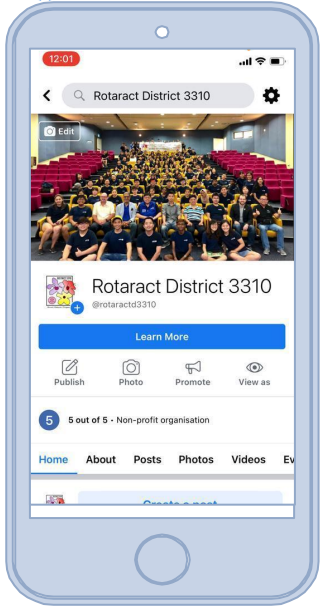 12:01
Rotaract District 3310
Edit
Rotaract District 3310
@rotaractd3310
Learn More
Publish Photo Promote View as
5 5 out of 5 · Non-profit organisation
Home About Posts Photos Videos Ev
Create a post